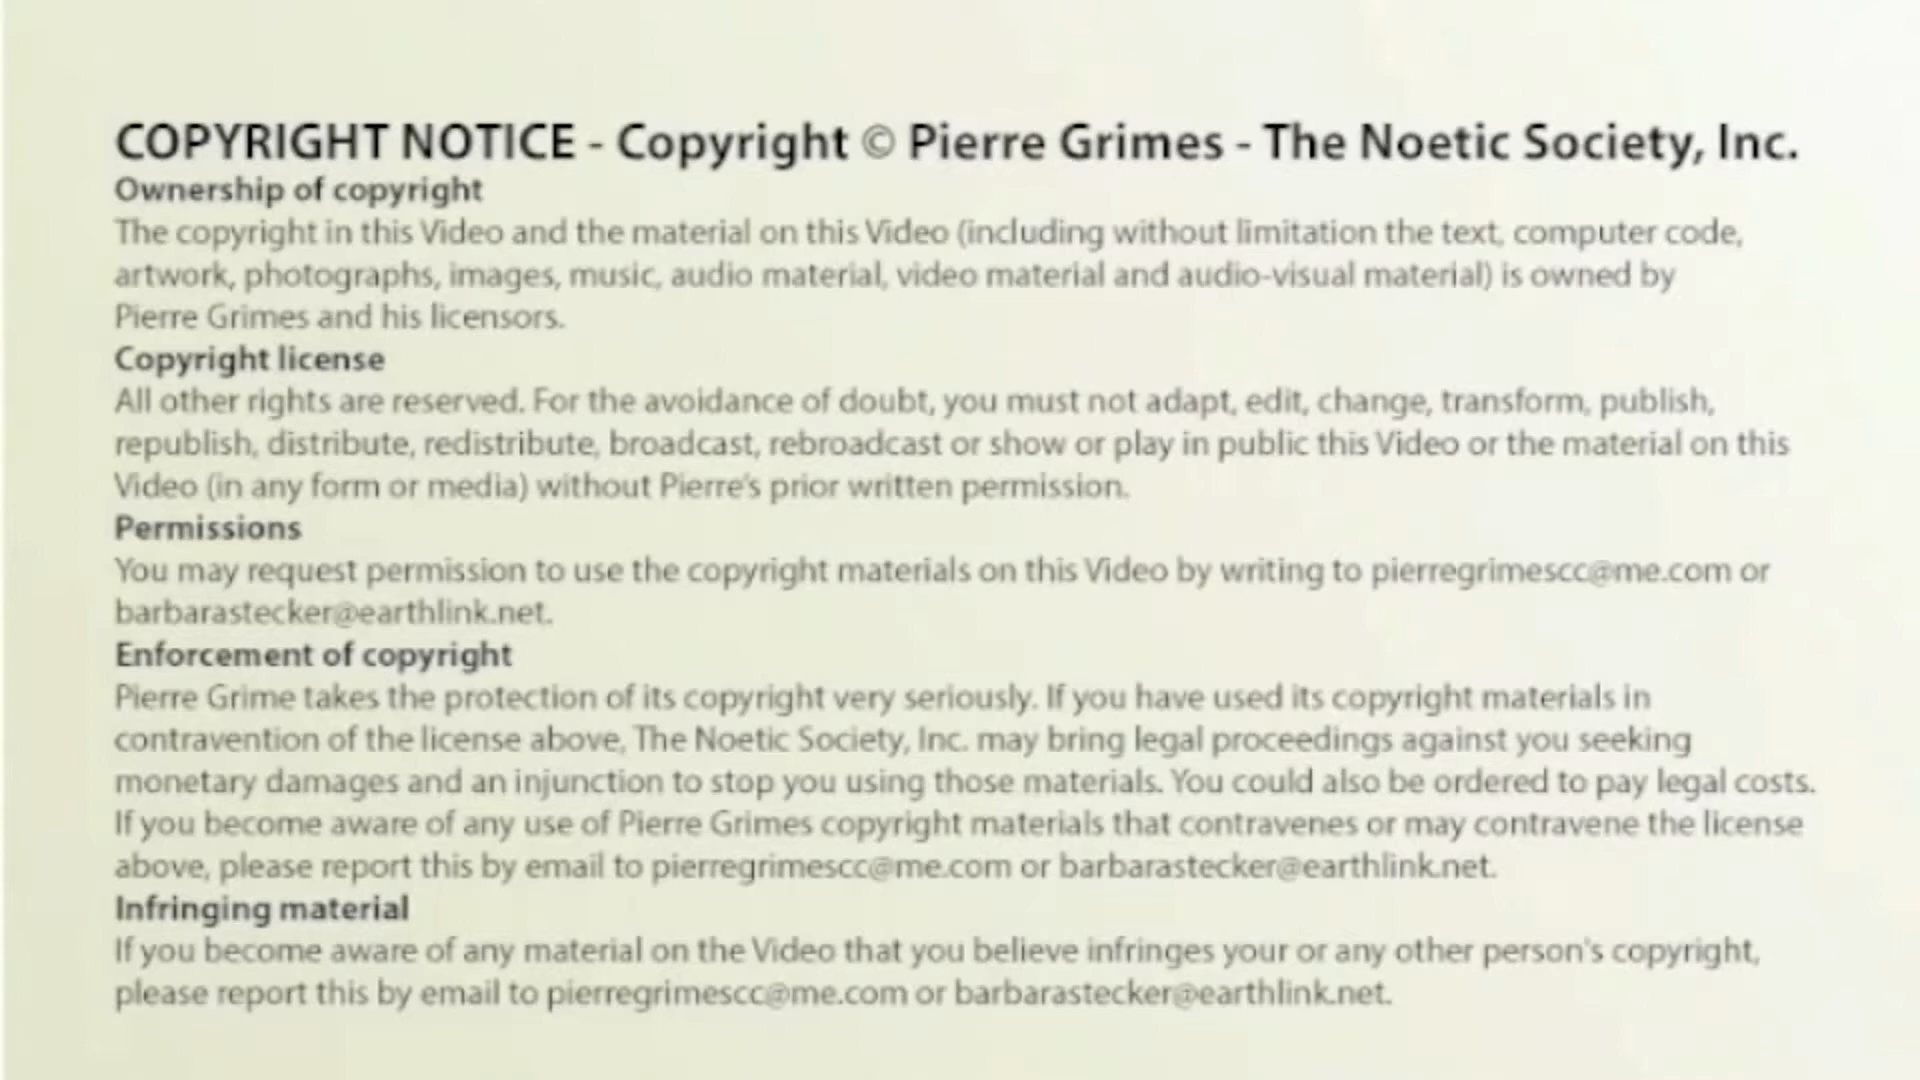 COPYRIGHT NOTICE - Copyright © Pierre Grimes - The Noetic Society, Inc.
Ownership of copyright
The copyright in this Video and the material on this Video (including without limitation the text, computer code,
artwork, photographs, images, music, audio material, video material and audio-visual material) is owned by
Pierre Grimes and his licensors.
Copyright license
All other rights are reserved. For the avoidance of doubt, you must not adapt, edit, change, transform, publish,
republish, distribute, redistribute, broadcast, rebroadcast or show or play in public this Video or the material on this
Video (in any form or media) without Pierre's prior written permission.
Permissions
You may request permission to use the copyright materials on this Video by writing to pierregrimescc@me.com or
barbarastecker@earthlink.net.
Enforcement of copyright
Pierre Grime takes the protection of its copyright very seriously. If you have used its copyright materials in
contravention of the license above, The Noetic Society, Inc. may bring legal proceedings against you seeking
monetary damages and an injunction to stop you using those materials. You could also be ordered to pay legal costs.
If you become aware of any use of Pierre Grimes copyright materials that contravenes or may contravene the license
above, please report this by email to pierregrimescc@me.com or barbarastecker@earthlink.net.
Infringing material
If you become aware of any material on the Video that you believe infringes your or any other person's copyright,
please report this by email to pierregrimescc@me.com or barbarastecker@earthlink.net.